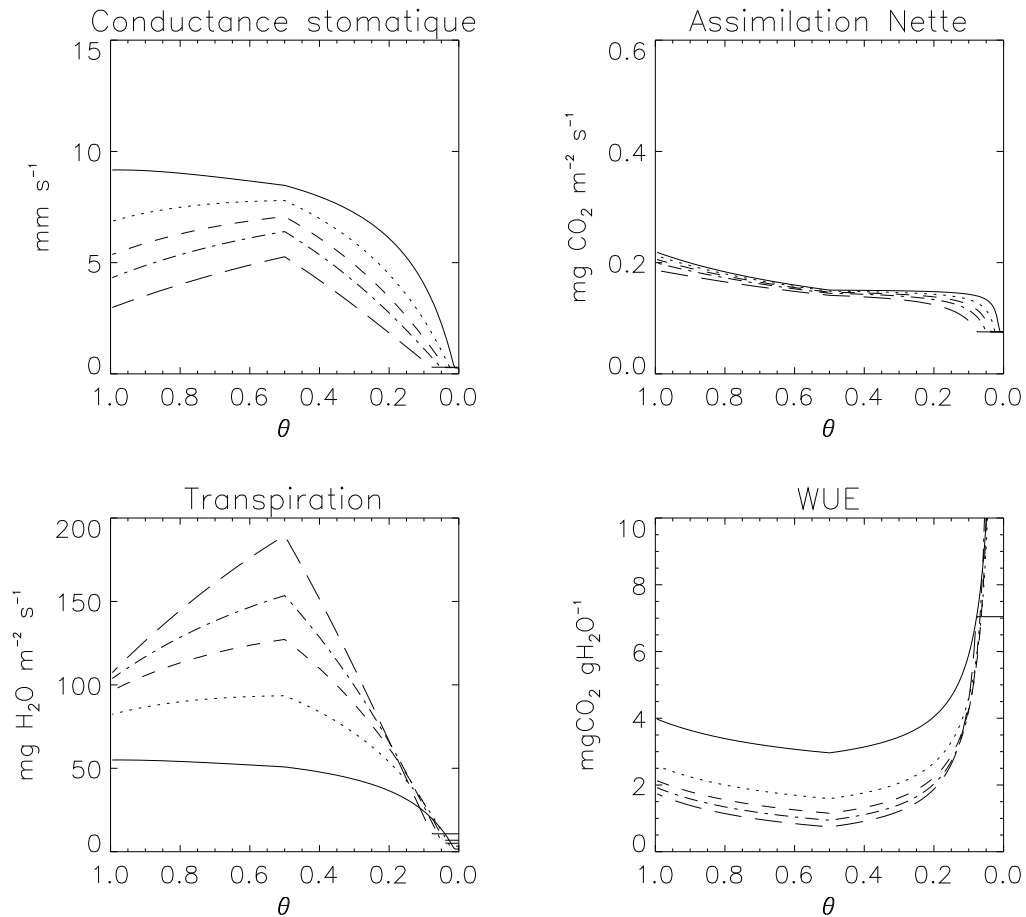 Conductance stomatique
15
10
5
0
mm s⁻¹
1.0 0.8 0.6 0.4 0.2 0.0
θ
Assimilation Nette
0.6
0.4
0.2
0.0
mg CO₂ m⁻² s⁻¹
1.0 0.8 0.6 0.4 0.2 0.0
θ
Transpiration
200
150
100
50
0
mg H₂O m⁻² s⁻¹
1.0 0.8 0.6 0.4 0.2 0.0
θ
WUE
10
8
6
4
2
0
mgCO₂ gH₂O⁻¹
1.0 0.8 0.6 0.4 0.2 0.0
θ